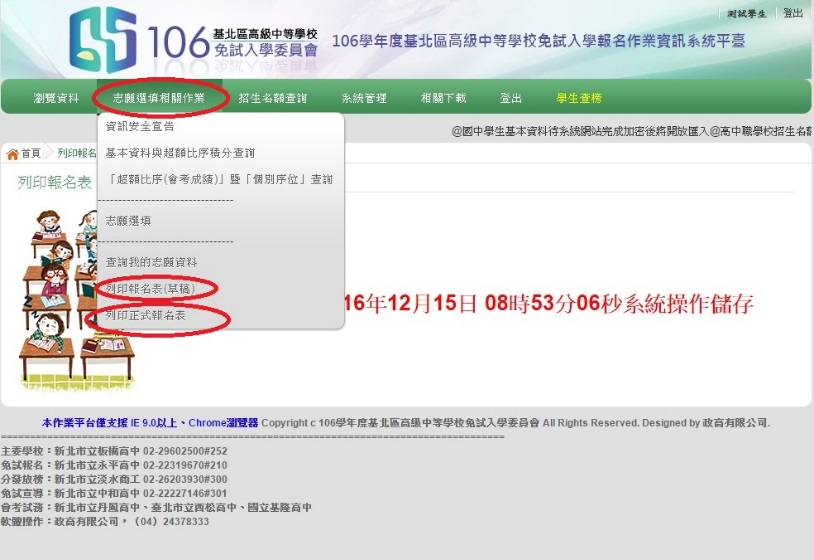 測試學生 | 登出
106 基北區高級中等學校
免試入學委員會
106學年度基北區高級中等學校免試入學報名作業資訊系統平臺
瀏覽資料 志願選填相關作業 招生名額查詢 系統管理 相關下載 登出 學生查榜
@國中學生基本資料待系統網站完成加密後將開放匯入@高中職學校招生名額
首頁 列印報名
列印報名表
資訊安全宣告
基本資料與超額比序積分查詢
「超額比序(會考成績)」暨「個別序位」查詢
--------------------------------
志願選填
--------------------------------
查詢我的志願資料
列印報名表(草稿)
列印正式報名表
16年12月15日 08時53分06秒系統操作儲存
本作業平台僅支援 IE 9.0以上、Chrome瀏覽器 Copyright c 106學年度基北區高級中等學校免試入學委員會 All Rights Reserved. Designed by 政高有限公司.
主委學校：新北市立板橋高中 02-29602500#252
免試報名：新北市立永平高中 02-22319670#210
分發放榜：新北市立淡水商工 02-26203930#300
免試宣導：新北市立中和高中 02-22227146#301
會考試務：新北市立丹鳳高中、臺北市立西松高中、國立基隆高中
軟體操作：政高有限公司，（04）24378333